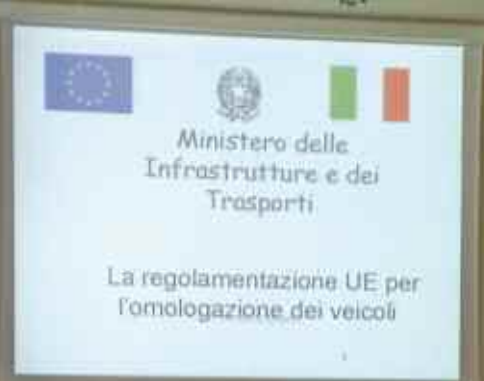 Ministero delle
Infrastrutture e dei
Trasporti
La regolamentazione UE per
l'omologazione dei veicoli